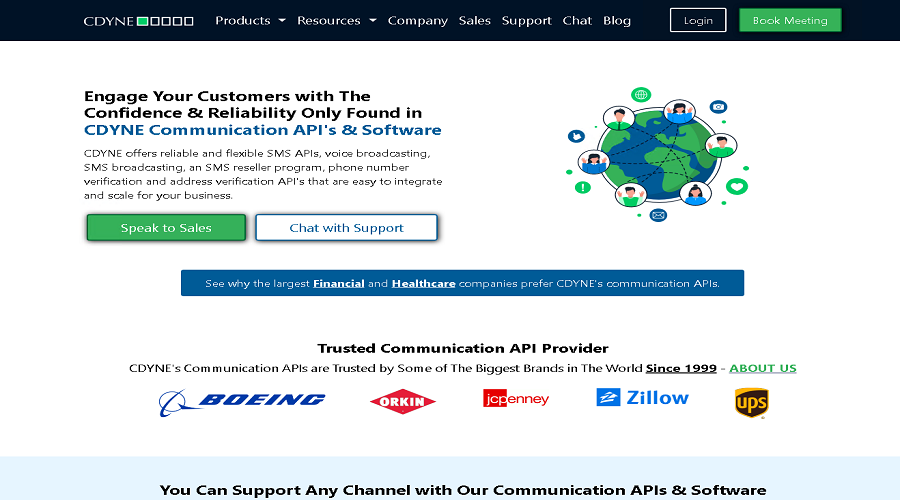 CDYNE
Products Resources Company Sales Support Chat Blog Login Book Meeting
Engage Your Customers with The
Confidence & Reliability Only Found in
CDYNE Communication API's & Software
CDYNE offers reliable and flexible SMS APIs, voice broadcasting,
SMS broadcasting, an SMS reseller program, phone number
verification and address verification API's that are easy to integrate
and scale for your business.
Speak to Sales Chat with Support
See why the largest Financial and Healthcare companies prefer CDYNE's communication APIs.
Trusted Communication API Provider
CDYNE's Communication APIs are Trusted by Some of The Biggest Brands in The World Since 1999 - ABOUT US
BOEING ORKIN jcpenney Zillow ups
You Can Support Any Channel with Our Communication APIs & Software